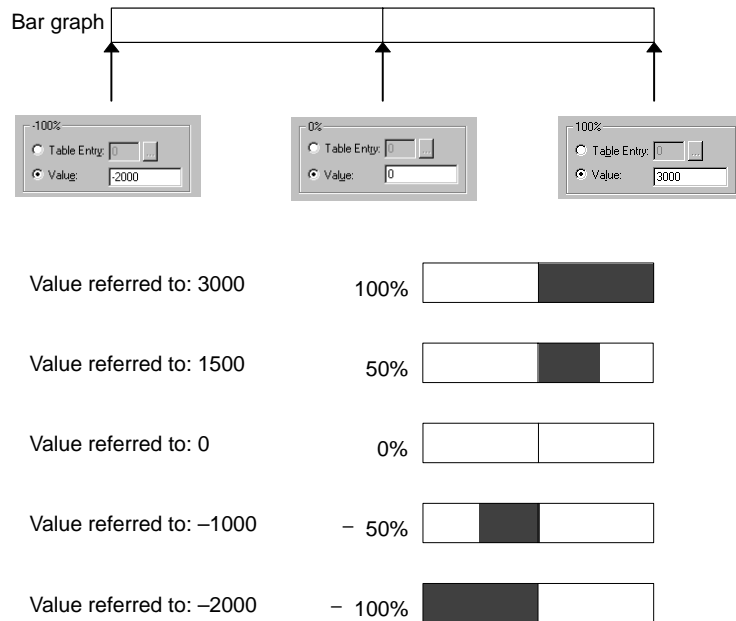 Bar graph
-100%
Table Entry: 0 ...
Value: -2000
0%
Table Entry: 0 ...
Value: 0
100%
Table Entry: 0 ...
Value: 3000
Value referred to: 3000 100%
Value referred to: 1500 50%
Value referred to: 0 0%
Value referred to: –1000 – 50%
Value referred to: –2000 – 100%